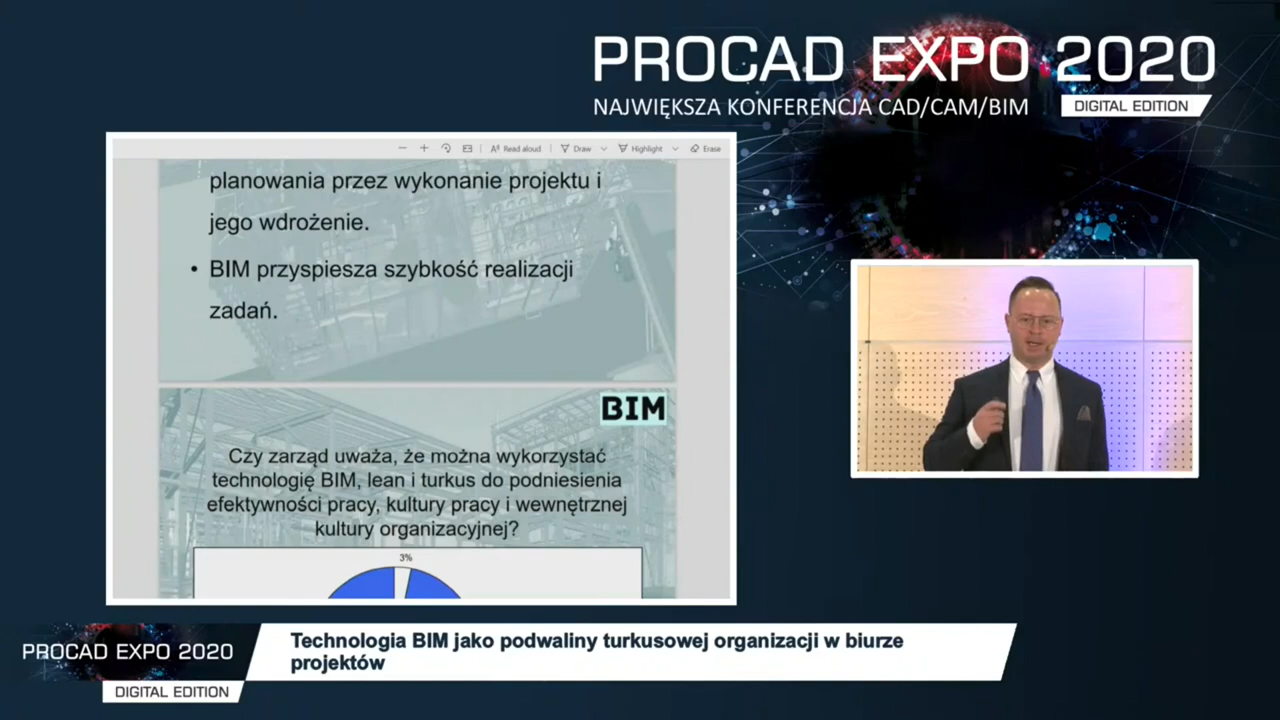 PROCAD EXPO 2020
NAJWIĘKSZA KONFERENCJA CAD/CAM/BIM
DIGITAL EDITION
Read aloud
Draw
Highlight
Erase
planowania przez wykonanie projektu i
jego wdrożenie.
• BIM przyspiesza szybkość realizacji
zadań.
BIM
Czy zarząd uważa, że można wykorzystać
technologię BIM, lean i turkus do podniesienia
efektywności pracy, kultury pracy i wewnętrznej
kultury organizacyjnej?
3%
PROCAD EXPO 2020
DIGITAL EDITION
Technologia BIM jako podwaliny turkusowej organizacji w biurze
projektów